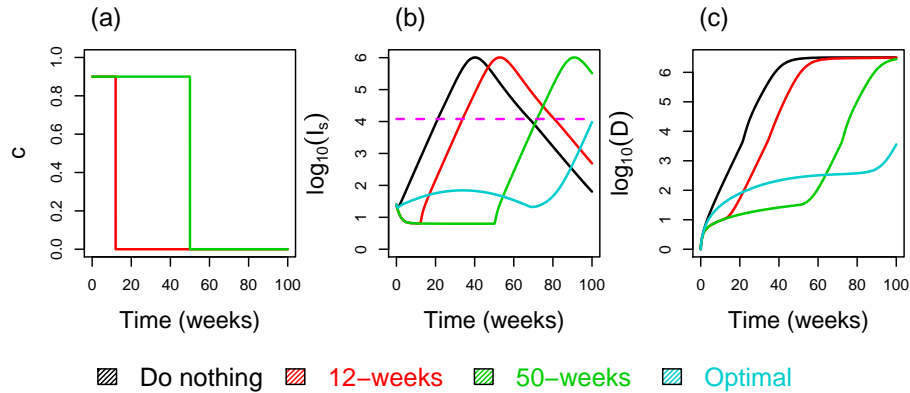 (a) (b) (c)
c
0.0 0.2 0.4 0.6 0.8 1.0
0 20 40 60 80 100
Time (weeks)
log10(Is)
0 1 2 3 4 5 6
0 20 40 60 80 100
Time (weeks)
log10(D)
0 1 2 3 4 5 6
0 20 40 60 80 100
Time (weeks)
Do nothing 12−weeks 50−weeks Optimal